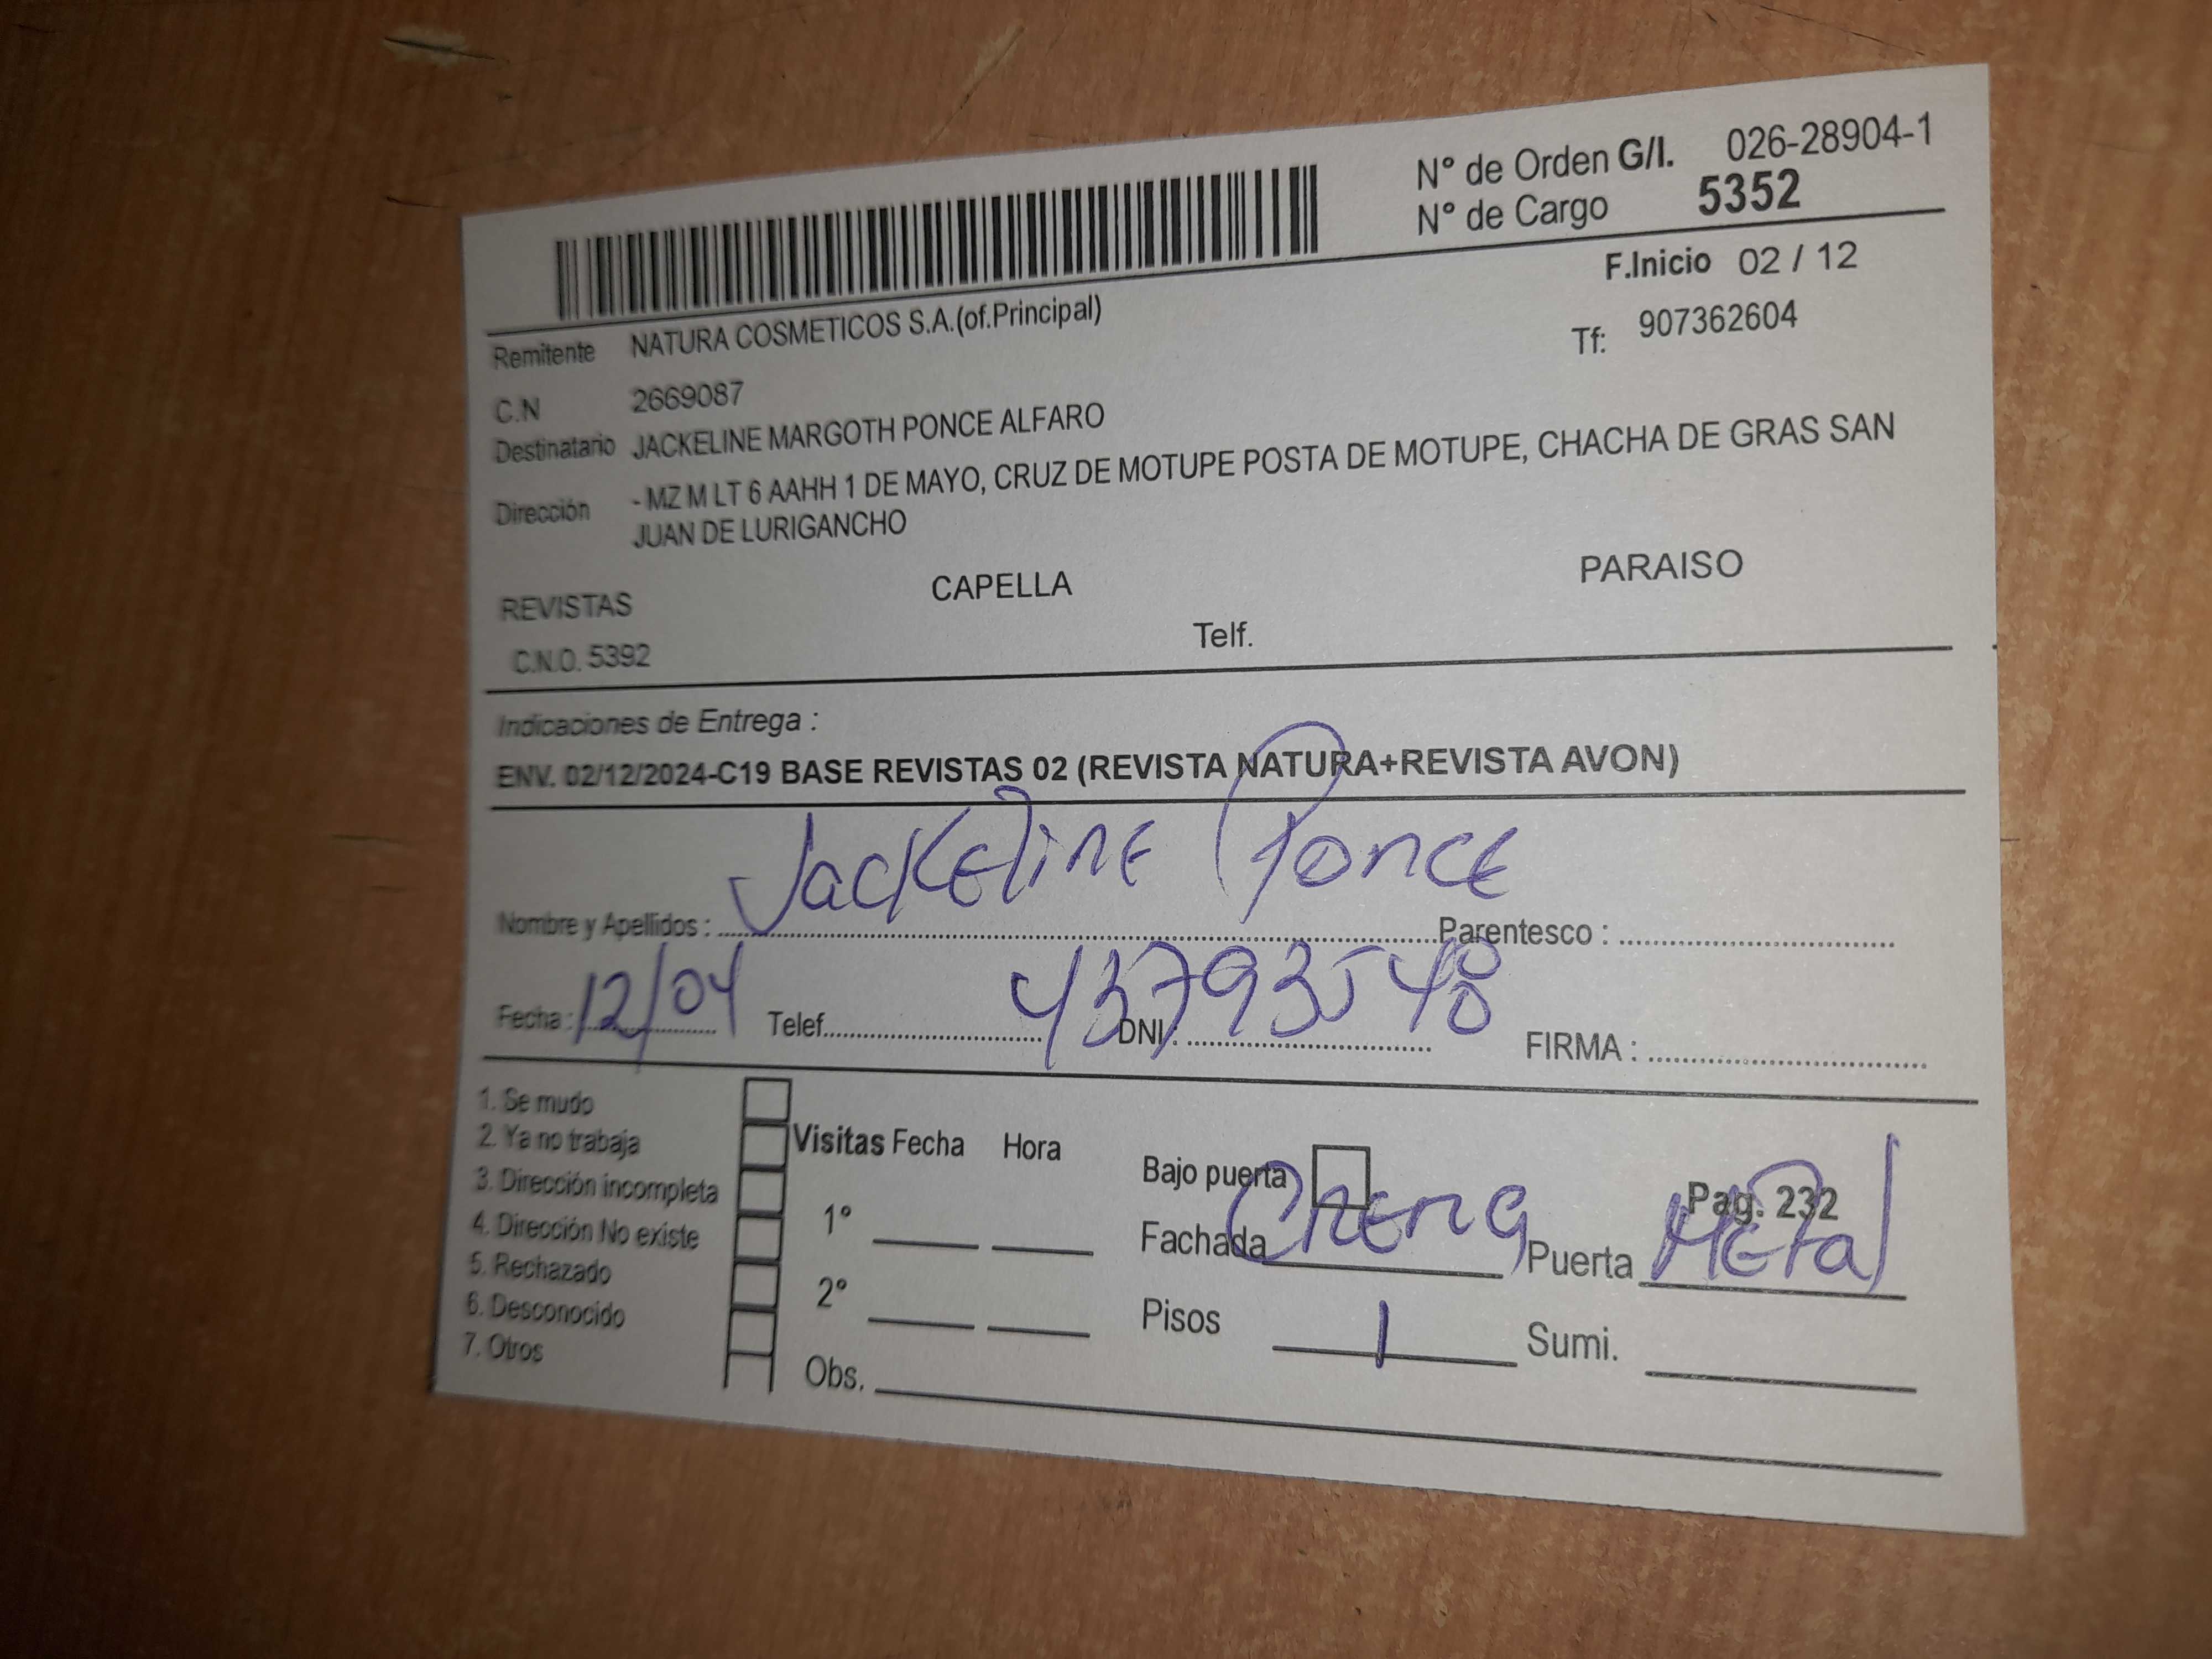 N° de Orden G/I. 026-28904-1
N° de Cargo 5352
F.Inicio 02 / 12
Remitente NATURA COSMETICOS S.A.(of.Principal)
Tf: 907362604
C.N 2669087
Destinatario JACKELINE MARGOTH PONCE ALFARO
Dirección - MZ M LT 6 AAHH 1 DE MAYO, CRUZ DE MOTUPE POSTA DE MOTUPE, CHACHA DE GRAS SAN
JUAN DE LURIGANCHO
REVISTAS CAPELLA PARAISO
C.N.O. 5392 Telf.
Indicaciones de Entrega :
ENV. 02/12/2024-C19 BASE REVISTAS 02 (REVISTA NATURA+REVISTA AVON)
Nombre y Apellidos : Jackeline Ponce Parentesco :
Fecha : 12/04 Telef. DNI : 43793548 FIRMA :
1. Se mudo
2. Ya no trabaja
3. Dirección incompleta
4. Dirección No existe
5. Rechazado
6. Desconocido
7. Otros
Visitas Fecha Hora
1°
2°
Obs.
Bajo puerta
Pag. 232
Fachada Puerta Metal
Pisos 1 Sumi.